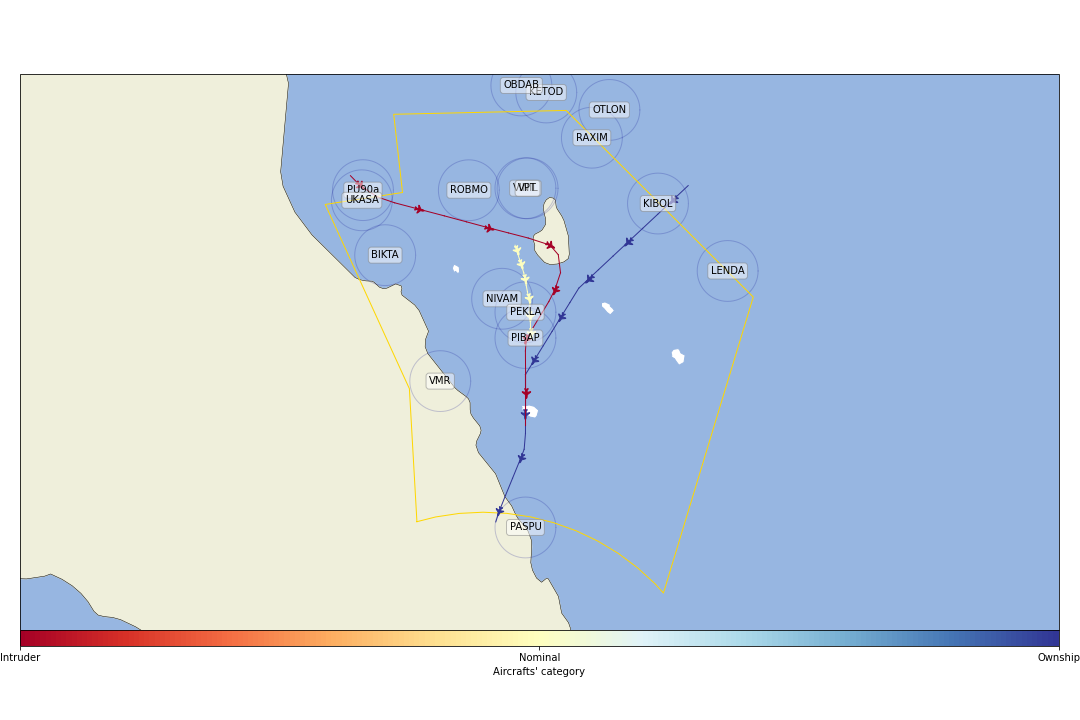 OBDAB
KETOD
OTLON
RAXIM
PU90a
ROBMO
VPT
UKASA
KIBOL
BIKTA
LENDA
NIVAM
PEKLA
PIBAP
VMR
PASPU
Intruder
Nominal
Ownship
Aircrafts' category